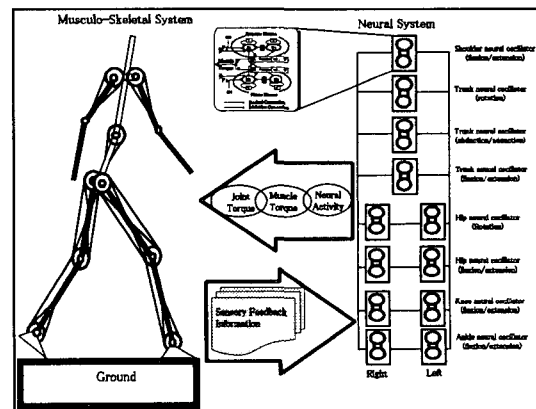 Musculo-Skeletal System
Neural System
Shoulder neural oscillator
(flexion/extension)
Trunk neural oscillator
(rotation)
Trunk neural oscillator
(abduction/adduction)
Trunk neural oscillator
(flexion/extension)
Hip neural oscillator
(Rotation)
Hip neural oscillator
(flexion/extension)
Knee neural oscillator
(flexion/extension)
Ankle neural oscillator
(flexion/extension)
Joint Torque
Muscle Torque
Neural Activity
Sensory Feedback
Information
Ground
Right
Left